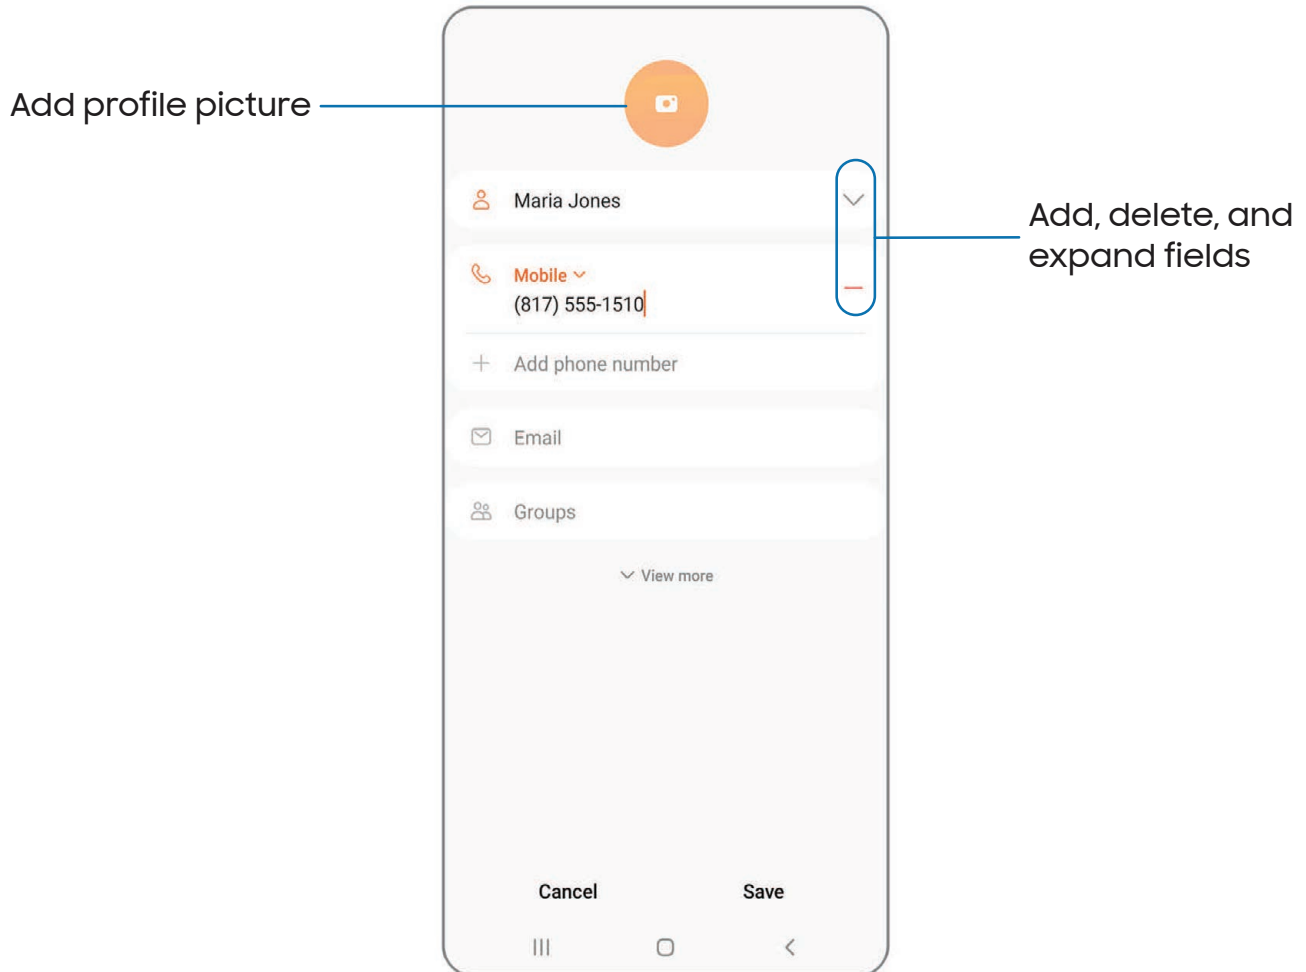 Add profile picture
Maria Jones
Add, delete, and
expand fields
Mobile
(817) 555-1510
Add phone number
Email
Groups
View more
Cancel
Save